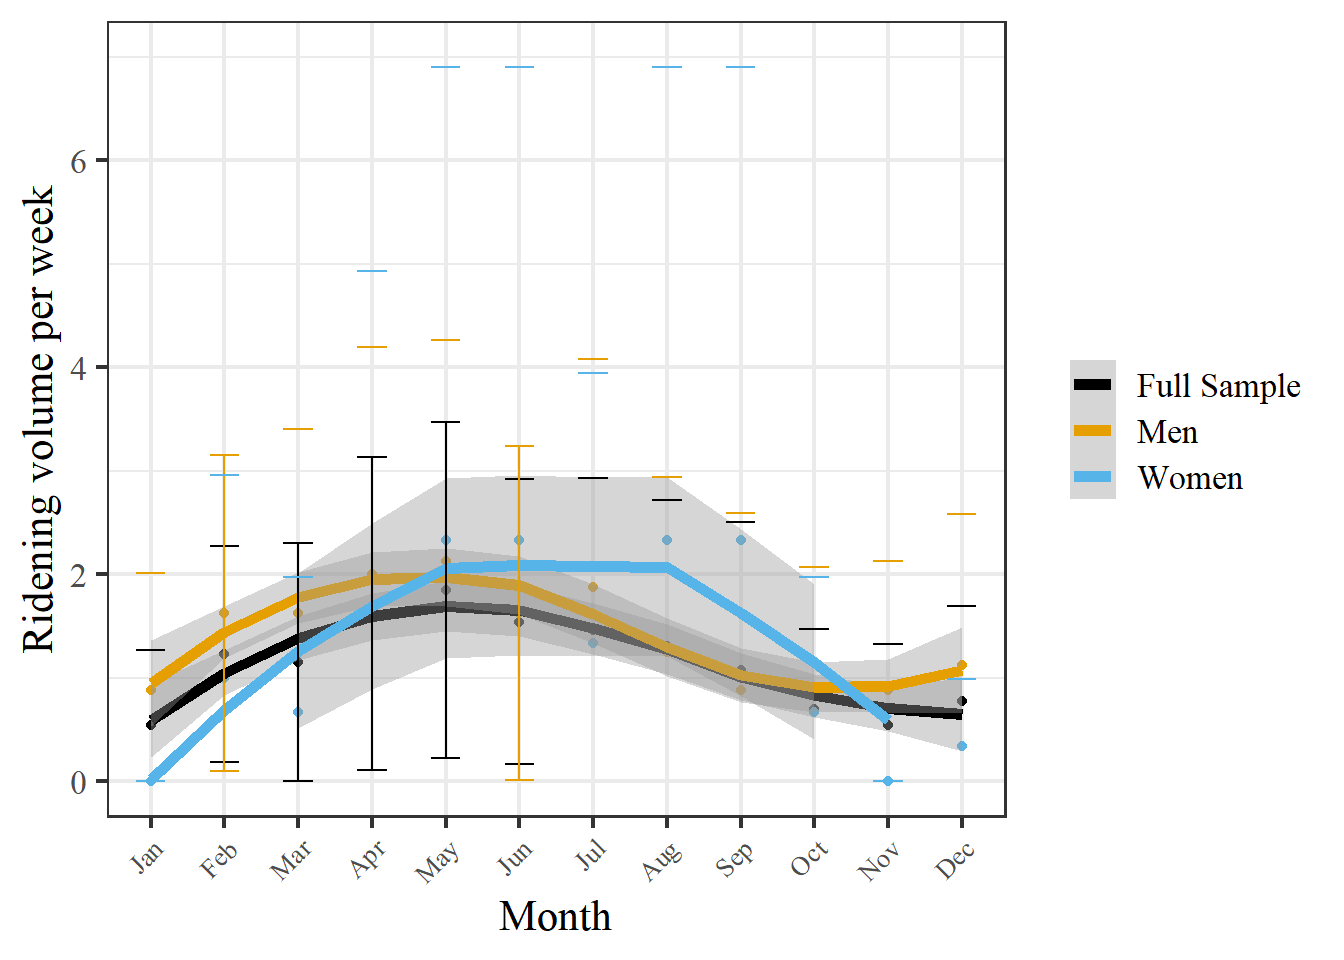 Ridening volume per week
6
4
2
0
Jan
Feb
Mar
Apr
May
Jun
Jul
Aug
Sep
Oct
Nov
Dec
Month
Full Sample
Men
Women